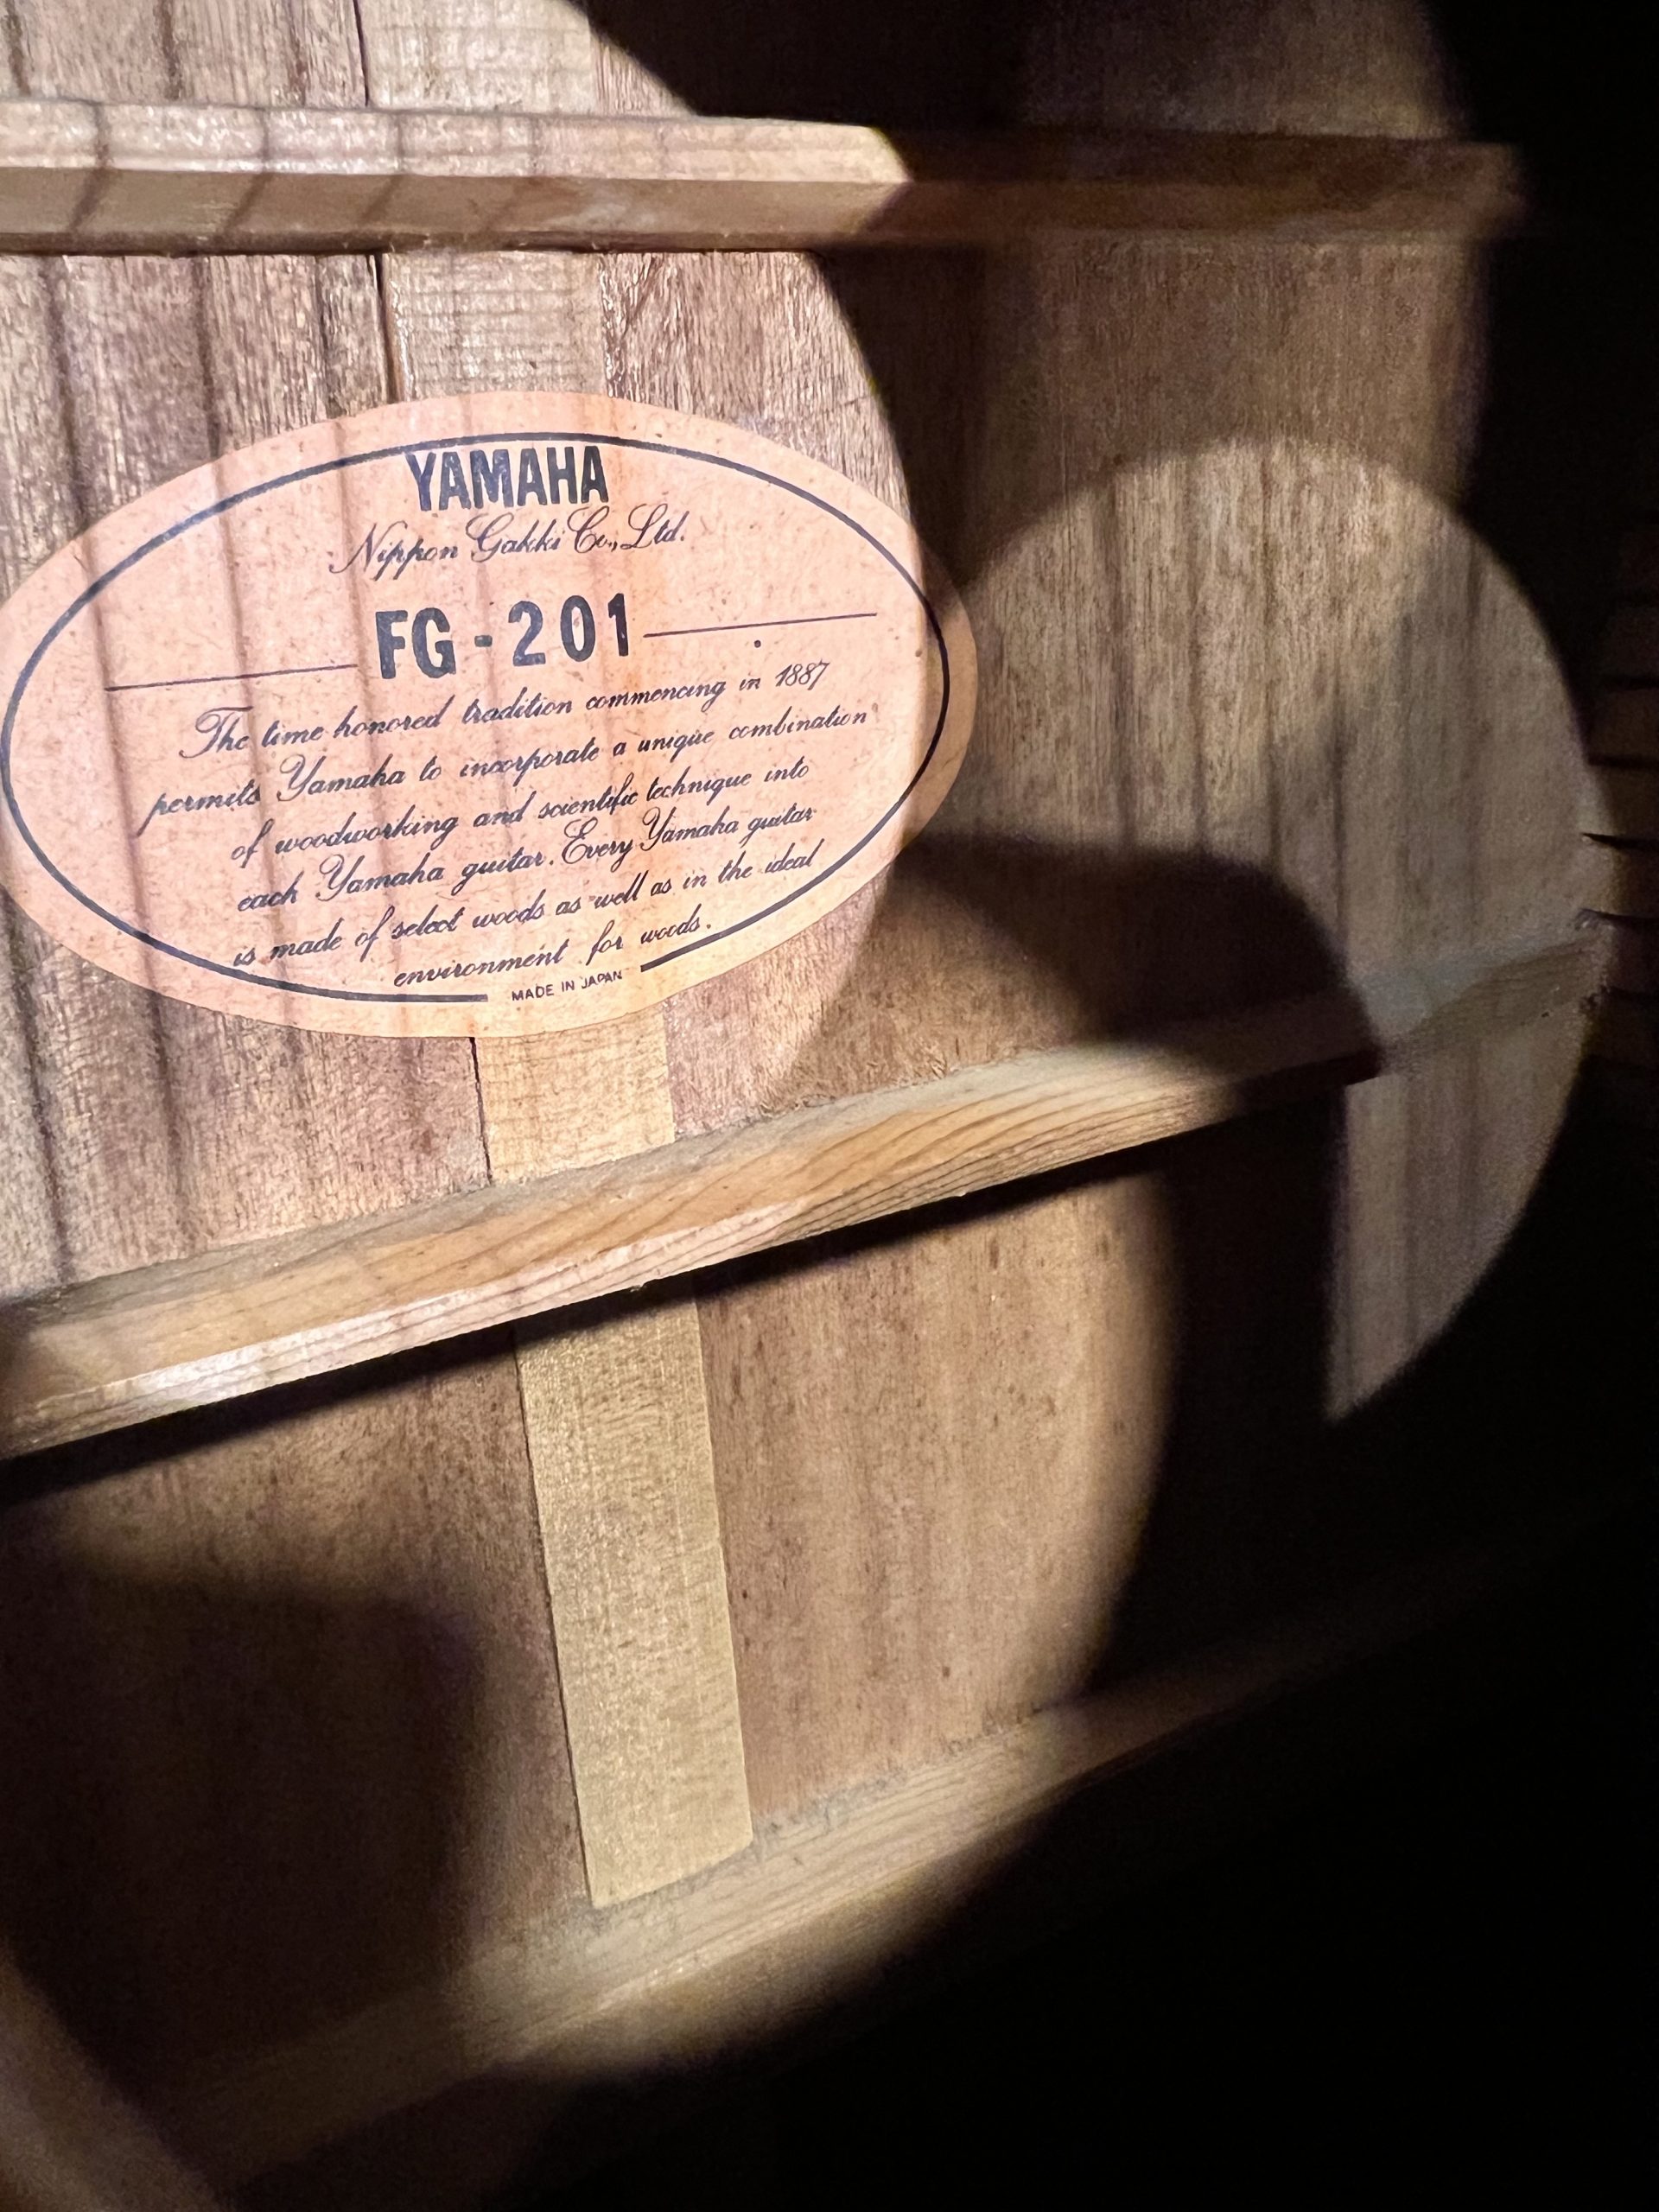 YAMAHA
Nippon Gakki Co., Ltd.
FG-201
The time honored tradition commencing in 1887
permits Yamaha to incorporate a unique combination
of woodworking and scientific technique into
each Yamaha guitar. Every Yamaha guitar
is made of select woods as well as in the ideal
environment for woods.
MADE IN JAPAN